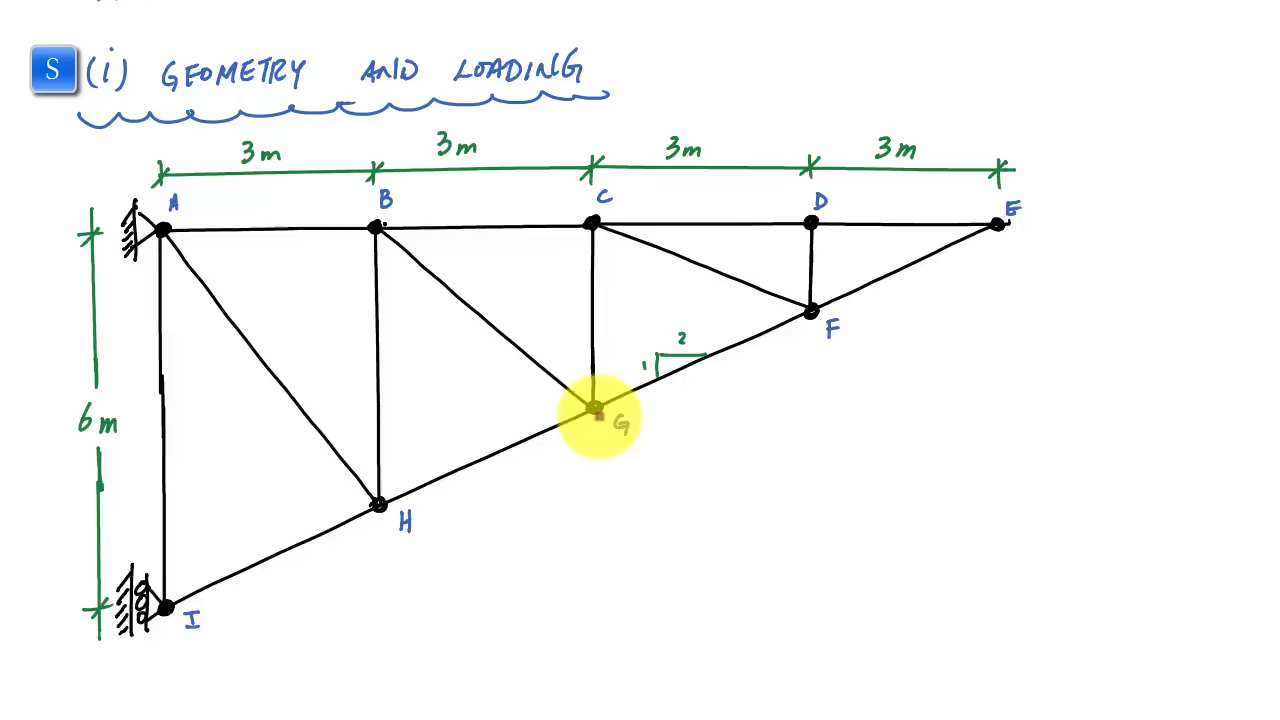 S (i) GEOMETRY AND LOADING
3m 3m 3m 3m
A B C D E
2
1
F
6m
G
H
I